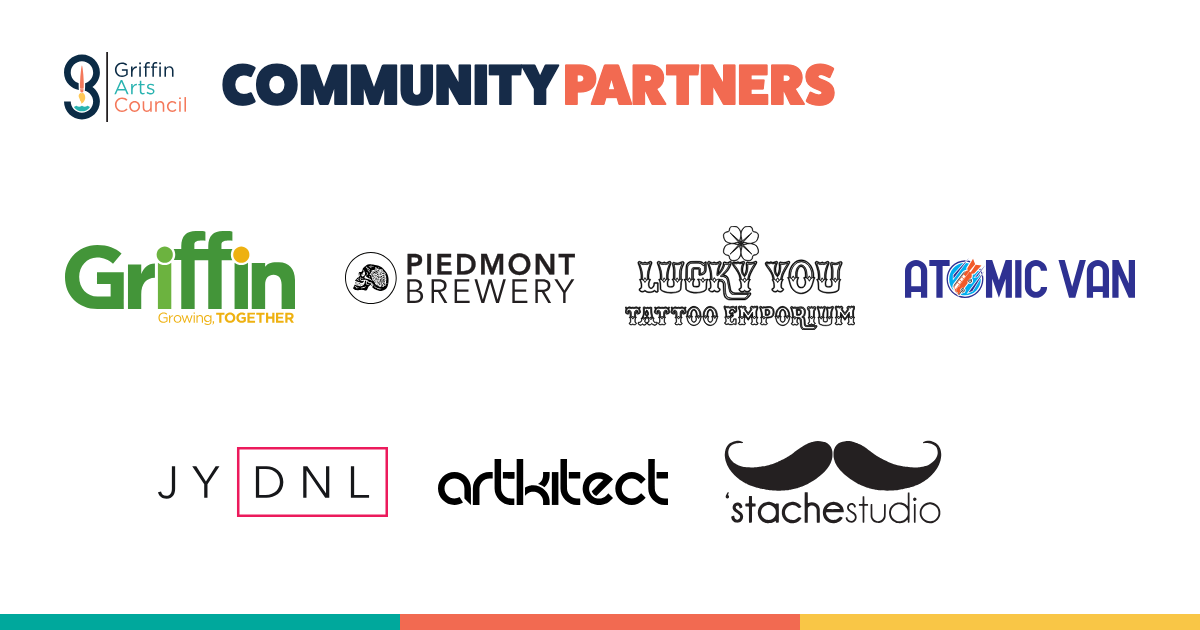 Griffin
Arts
Council
COMMUNITY PARTNERS
Griffin
Growing, TOGETHER
PIEDMONT
BREWERY
LUCKY YOU
TATTOO EMPORIUM
ATOMIC VAN
JY DNL
artkitect
'stachestudio